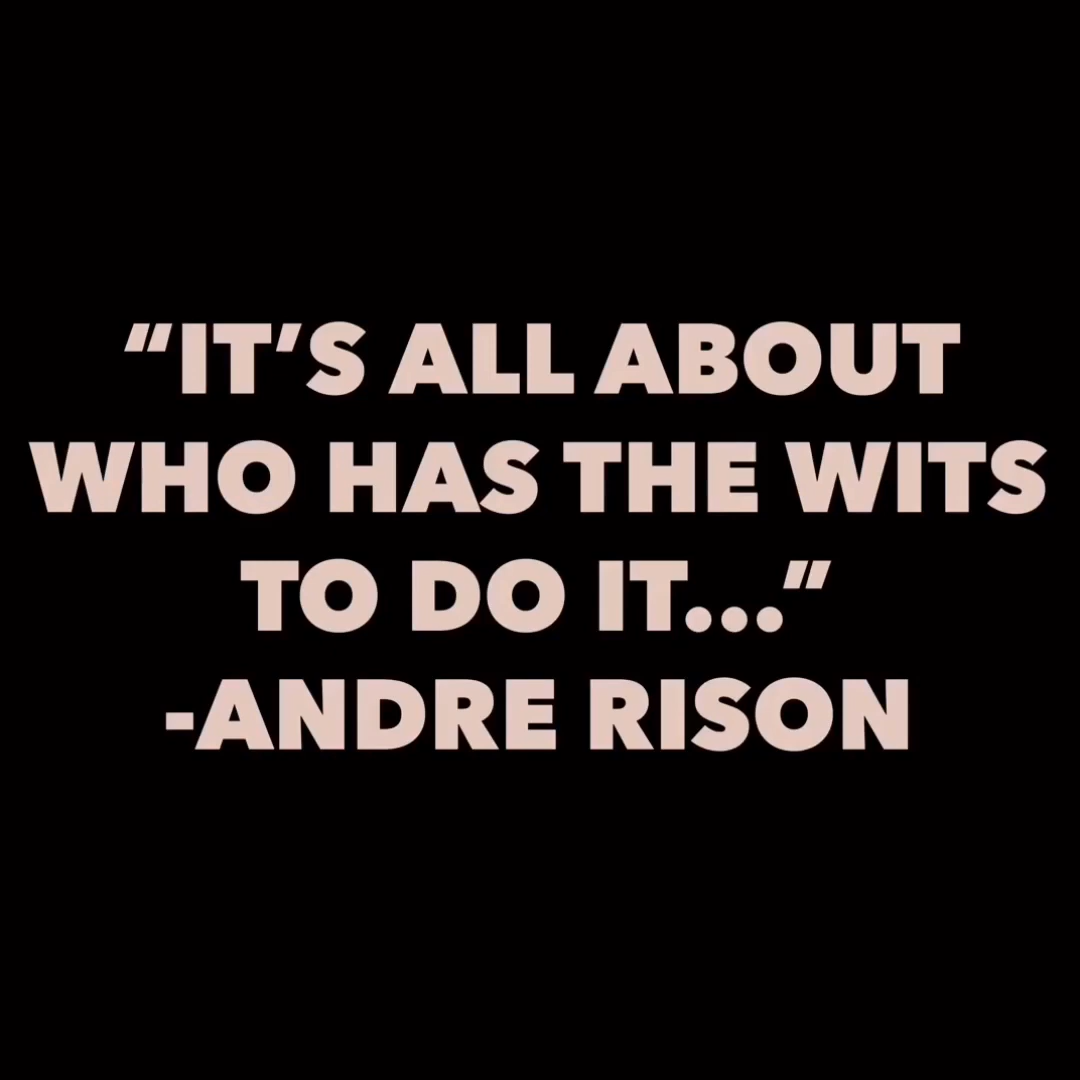 “IT’S ALL ABOUT
WHO HAS THE WITS
TO DO IT...”
-ANDRE RISON